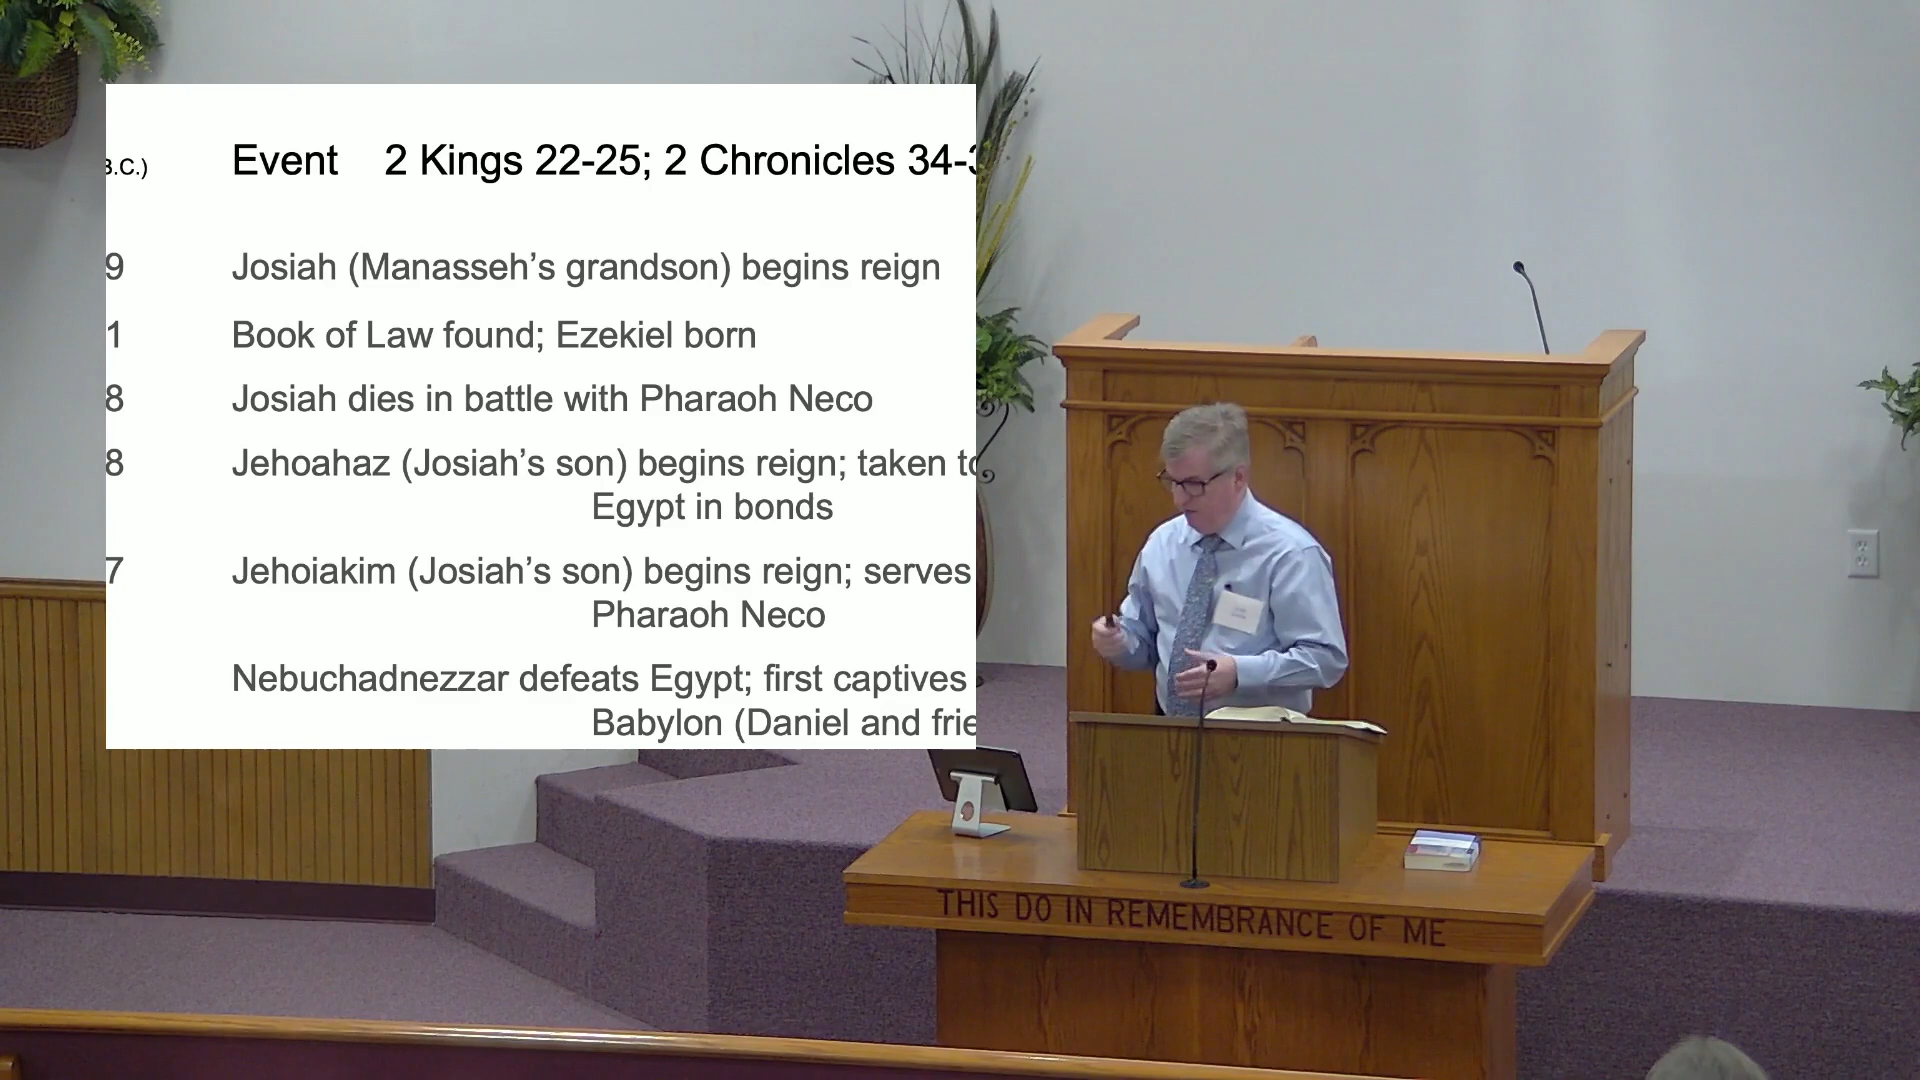 B.C.) Event 2 Kings 22-25; 2 Chronicles 34-3
9 Josiah (Manasseh’s grandson) begins reign
1 Book of Law found; Ezekiel born
8 Josiah dies in battle with Pharaoh Neco
8 Jehoahaz (Josiah’s son) begins reign; taken to
Egypt in bonds
7 Jehoiakim (Josiah’s son) begins reign; serves
Pharaoh Neco
Nebuchadnezzar defeats Egypt; first captives
Babylon (Daniel and frie
THIS DO IN REMEMBRANCE OF ME